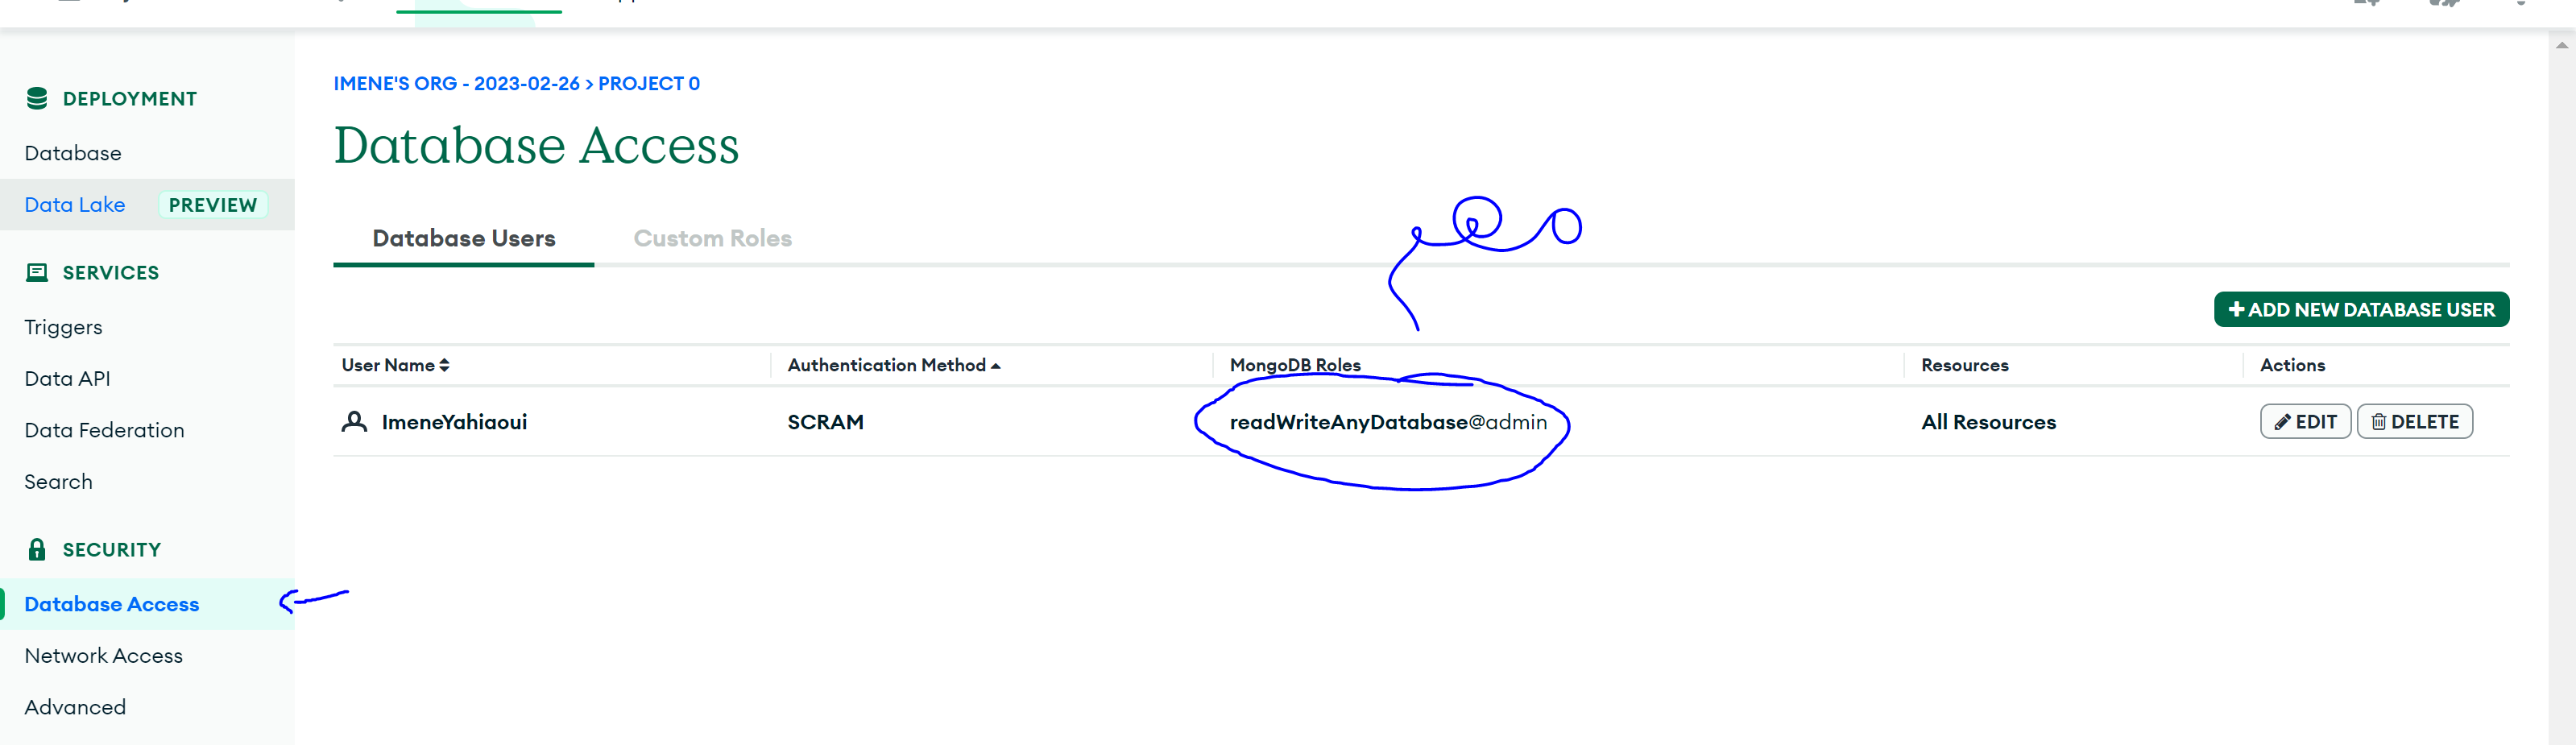 IMENE'S ORG - 2023-02-26 > PROJECT 0
DEPLOYMENT
Database
Data Lake PREVIEW
SERVICES
Triggers
Data API
Data Federation
Search
SECURITY
Database Access
Network Access
Advanced
Database Access
Database Users Custom Roles
+ ADD NEW DATABASE USER
User Name Authentication Method MongoDB Roles Resources Actions
ImeneYahiaoui SCRAM readWriteAnyDatabase@admin All Resources EDIT DELETE